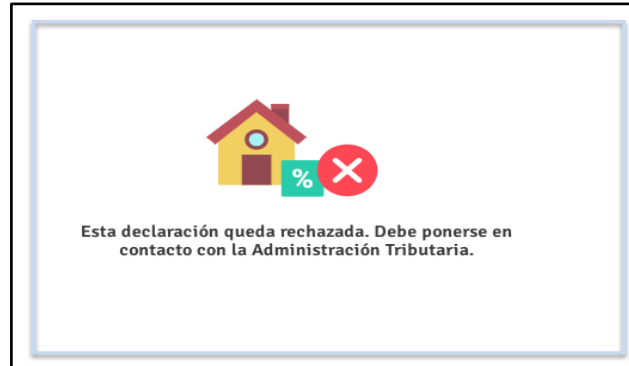 %
Esta declaración queda rechazada. Debe ponerse en
contacto con la Administración Tributaria.